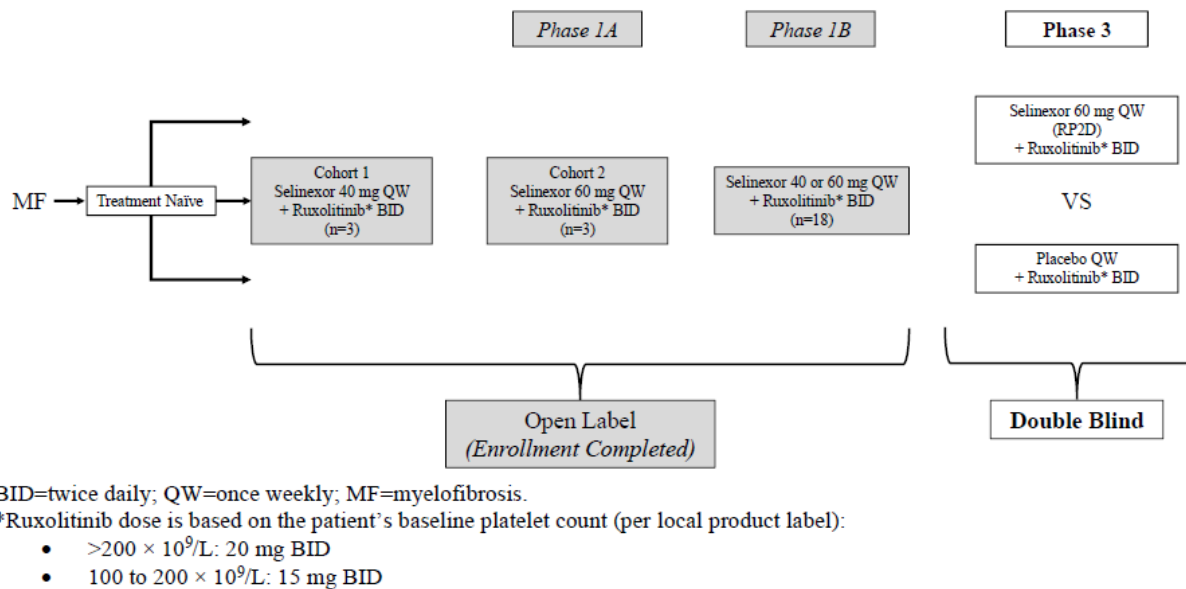 Phase 1A
Phase 1B
Phase 3
MF
Treatment Naïve
Cohort 1
Selinexor 40 mg QW
+ Ruxolitinib* BID
(n=3)
Cohort 2
Selinexor 60 mg QW
+ Ruxolitinib* BID
(n=3)
Selinexor 40 or 60 mg QW
+ Ruxolitinib* BID
(n=18)
Selinexor 60 mg QW
(RP2D)
+ Ruxolitinib* BID
VS
Placebo QW
+ Ruxolitinib* BID
Open Label
(Enrollment Completed)
Double Blind
BID=twice daily; QW=once weekly; MF=myelofibrosis.
*Ruxolitinib dose is based on the patient’s baseline platelet count (per local product label):
• >200 × 10⁹/L: 20 mg BID
• 100 to 200 × 10⁹/L: 15 mg BID